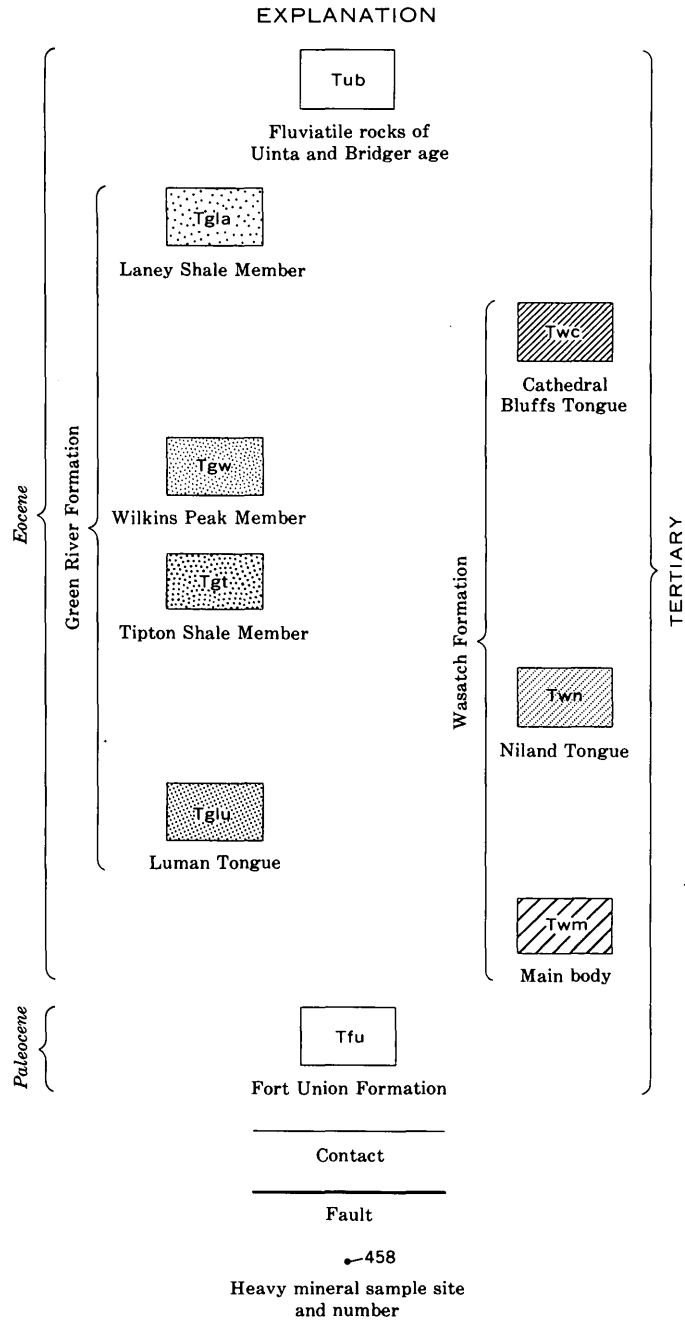 EXPLANATION
Tub
Fluviatile rocks of
Uinta and Bridger age
Tgla
Laney Shale Member
Twc
Cathedral
Bluffs Tongue
Tgw
Wilkins Peak Member
Tgt
Tipton Shale Member
Twn
Niland Tongue
Tglu
Luman Tongue
Twm
Main body
Eocene
Green River Formation
Wasatch Formation
TERTIARY
Paleocene
Tfu
Fort Union Formation
Contact
Fault
458
Heavy mineral sample site
and number